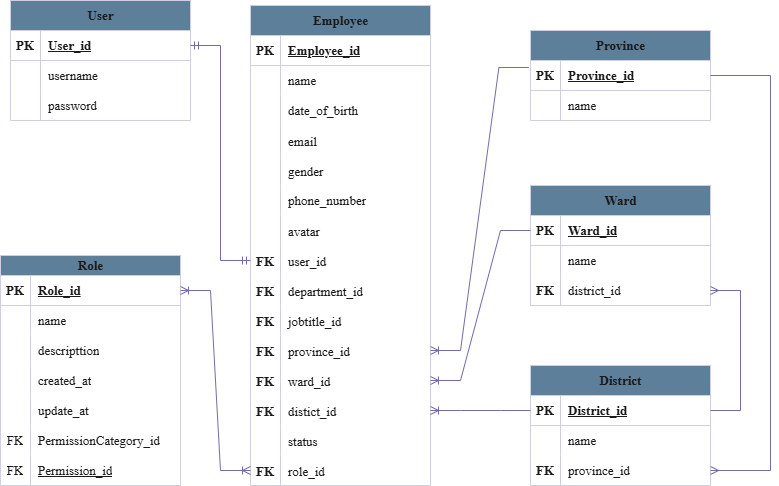 User
PK User_id
username
password
Employee
PK Employee_id
name
date_of_birth
email
gender
phone_number
avatar
FK user_id
FK department_id
FK jobtitle_id
FK province_id
FK ward_id
FK distict_id
status
FK role_id
Province
PK Province_id
name
Ward
PK Ward_id
name
FK district_id
Role
PK Role_id
name
descripttion
created_at
update_at
FK PermissionCategory_id
FK Permission_id
District
PK District_id
name
FK province_id